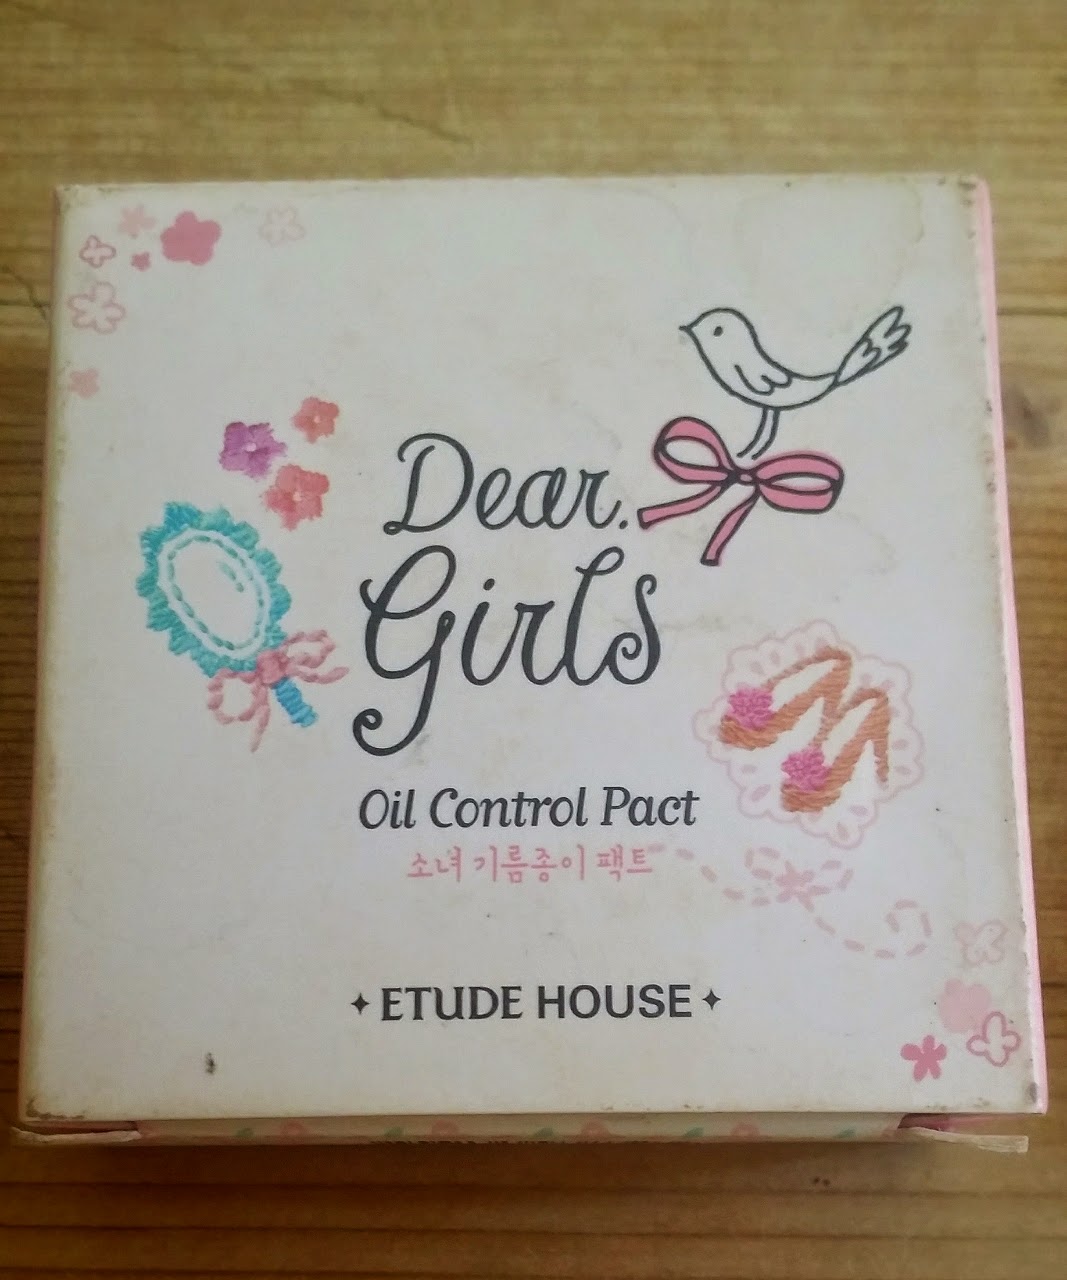 Dear.
Girls
Oil Control Pact
소녀 기름종이 팩트
ETUDE HOUSE